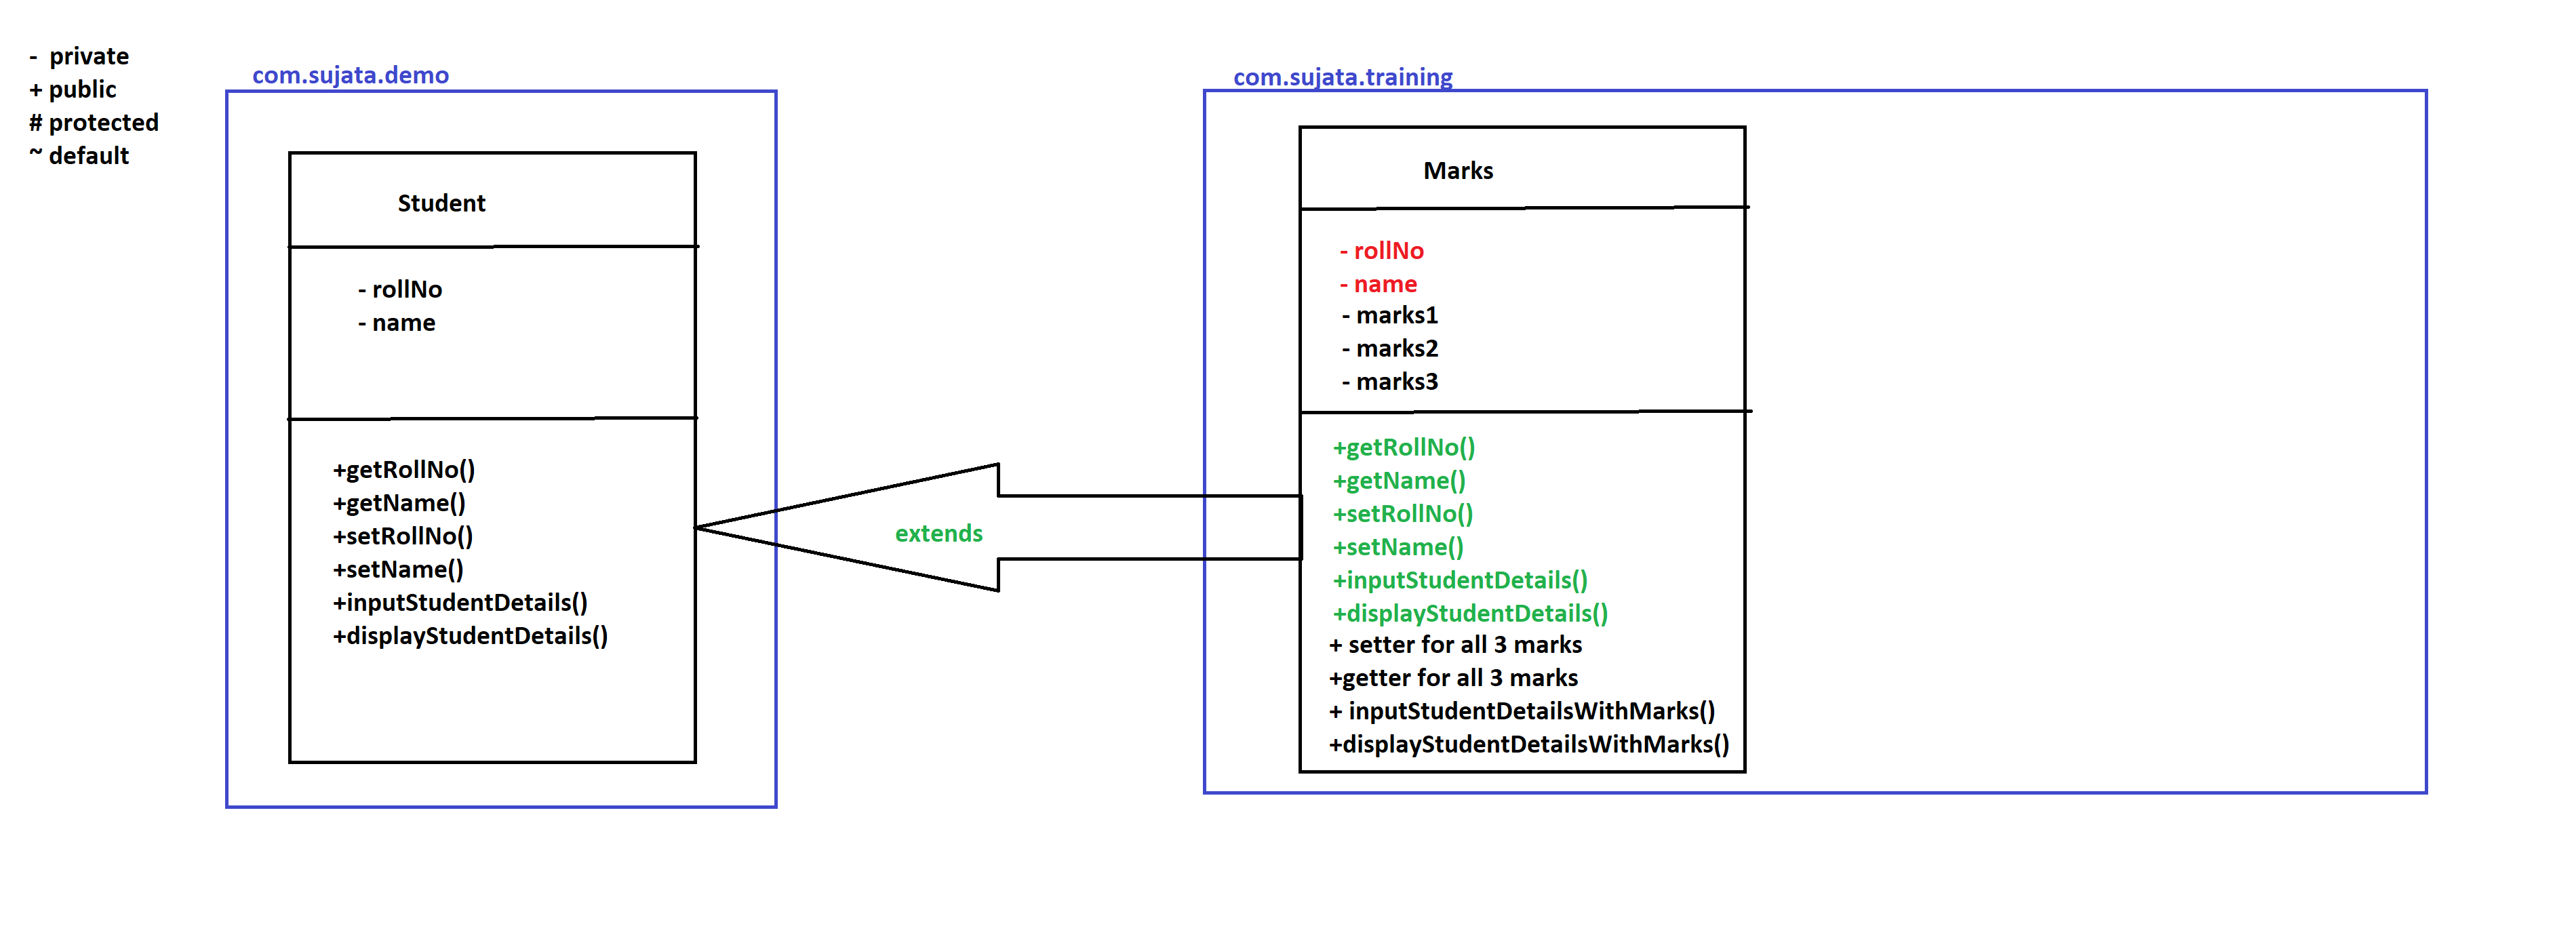 - private
+ public
# protected
~ default
com.sujata.demo
Student
- rollNo
- name
+getRollNo()
+getName()
+setRollNo()
+setName()
+inputStudentDetails()
+displayStudentDetails()
extends
com.sujata.training
Marks
- rollNo
- name
- marks1
- marks2
- marks3
+getRollNo()
+getName()
+setRollNo()
+setName()
+inputStudentDetails()
+displayStudentDetails()
+ setter for all 3 marks
+getter for all 3 marks
+ inputStudentDetailsWithMarks()
+displayStudentDetailsWithMarks()